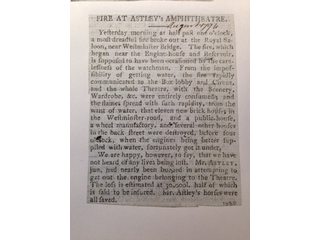 FIRE AT ASTLEY's AMPHITHEATRE.
August 1794
Yesterday morning at half past one o'clock,
a most dreadful fire broke out at the Royal Sa-
loon, near Westminster Bridge. The fire, which
began near the Engine-house and Reservoir,
is supposed to have been occasioned by the care-
lessness of the watchman. From the impos-
sibility of getting water, the fire rapidly
communicated to the Box lobby and Circus,
and the whole Theatre, with the Scenery,
Wardrobe, &c. were entirely consumed; and
the flames spread with such rapidity, from the
want of water, that eleven new brick houses in
the Westminster-road, and a public-house,
a wheel manufactory, and several other houses
in the back street were destroyed, before four
o'clock, when the engines being better sup-
plied with water, fortunately got it under.
We are happy, however, to say, that we have
not heard of any lives being lost. Mr. ASTLEY,
jun. had nearly been buried in attempting to
get out the engine belonging to the Theatre.
The loss is estimated at 30,000l. half of which
is said to be insured. Mr. Astley's horses were
all saved.